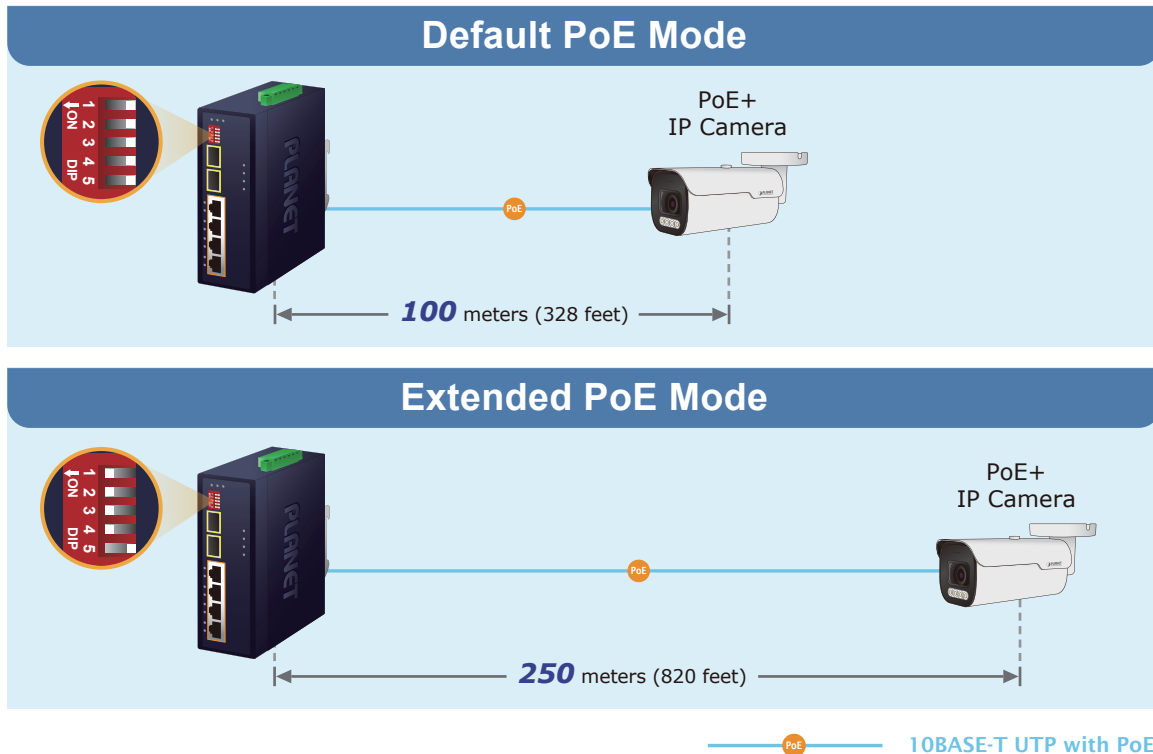 Default PoE Mode
1 2 3 4 5
ON DIP
PLANET
PoE+
IP Camera
PLANET
PoE
100 meters (328 feet)
Extended PoE Mode
1 2 3 4 5
ON DIP
PLANET
PoE+
IP Camera
PLANET
PoE
250 meters (820 feet)
PoE
10BASE-T UTP with PoE